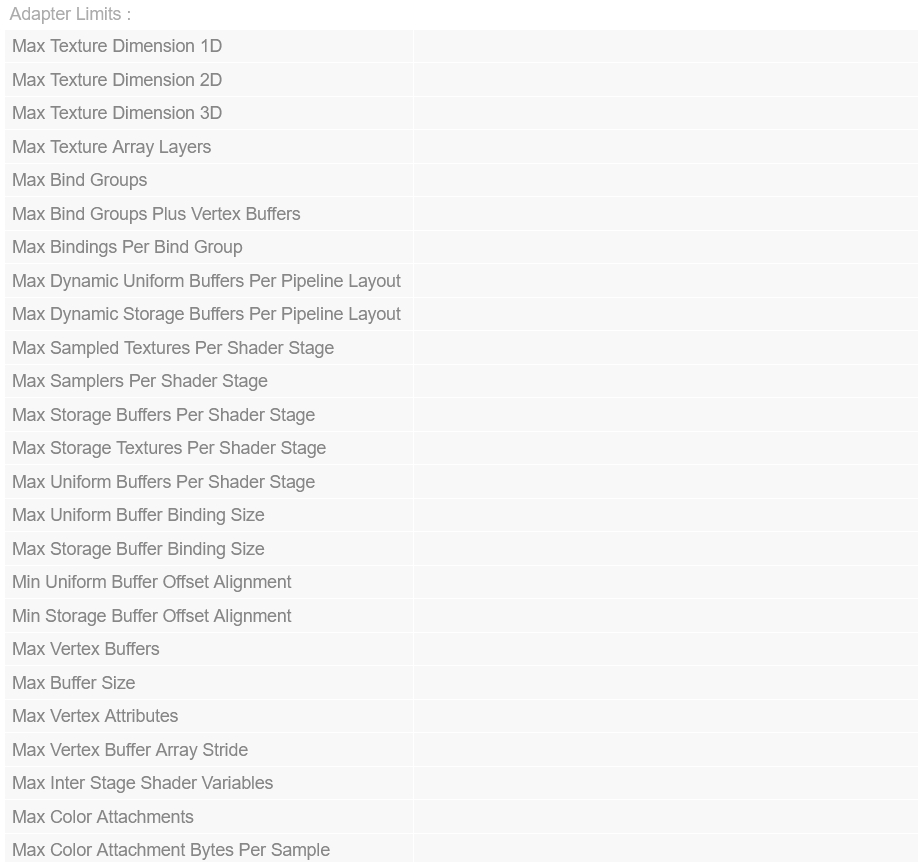 Adapter Limits :
Max Texture Dimension 1D
Max Texture Dimension 2D
Max Texture Dimension 3D
Max Texture Array Layers
Max Bind Groups
Max Bind Groups Plus Vertex Buffers
Max Bindings Per Bind Group
Max Dynamic Uniform Buffers Per Pipeline Layout
Max Dynamic Storage Buffers Per Pipeline Layout
Max Sampled Textures Per Shader Stage
Max Samplers Per Shader Stage
Max Storage Buffers Per Shader Stage
Max Storage Textures Per Shader Stage
Max Uniform Buffers Per Shader Stage
Max Uniform Buffer Binding Size
Max Storage Buffer Binding Size
Min Uniform Buffer Offset Alignment
Min Storage Buffer Offset Alignment
Max Vertex Buffers
Max Buffer Size
Max Vertex Attributes
Max Vertex Buffer Array Stride
Max Inter Stage Shader Variables
Max Color Attachments
Max Color Attachment Bytes Per Sample